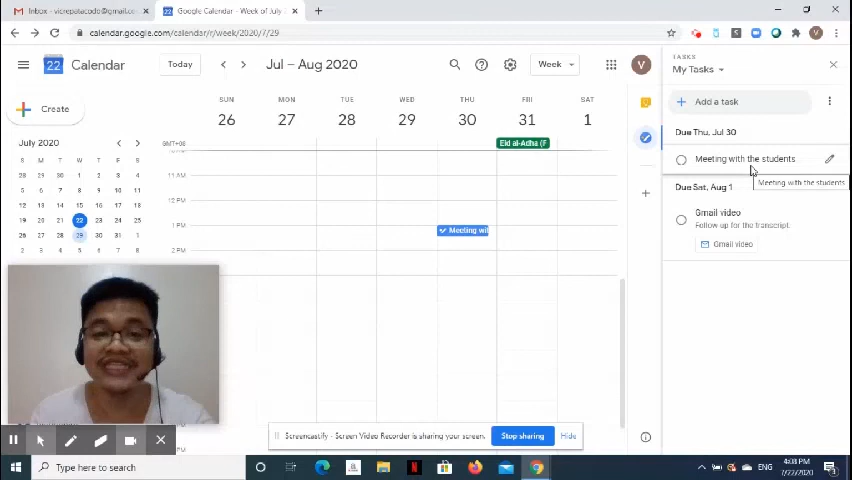 Inbox - vicrepatacodo@gmail.co
Google Calendar - Week of July
calendar.google.com/calendar/r/week/2020/7/29
22
Calendar
Today
Jul – Aug 2020
Week
V
Create
July 2020
S M T W T F S
28 29 30 1 2 3 4
5 6 7 8 9 10 11
12 13 14 15 16 17 18
19 20 21 22 23 24 25
26 27 28 29 30 31 1
2 3 4 5 6 7 8
GMT+08
SUN MON TUE WED THU FRI SAT
26 27 28 29 30 31 1
Eid al-Adha (F
11 AM
12 PM
1 PM
Meeting wit
2 PM
TASKS
My Tasks
Add a task
Due Thu, Jul 30
Meeting with the students
Meeting with the students
Due Sat, Aug 1
Gmail video
Follow up for the transcript.
Gmail video
Screencastify - Screen Video Recorder is sharing your screen.
Stop sharing
Hide
Type here to search
ENG
4:08 PM
7/22/2020